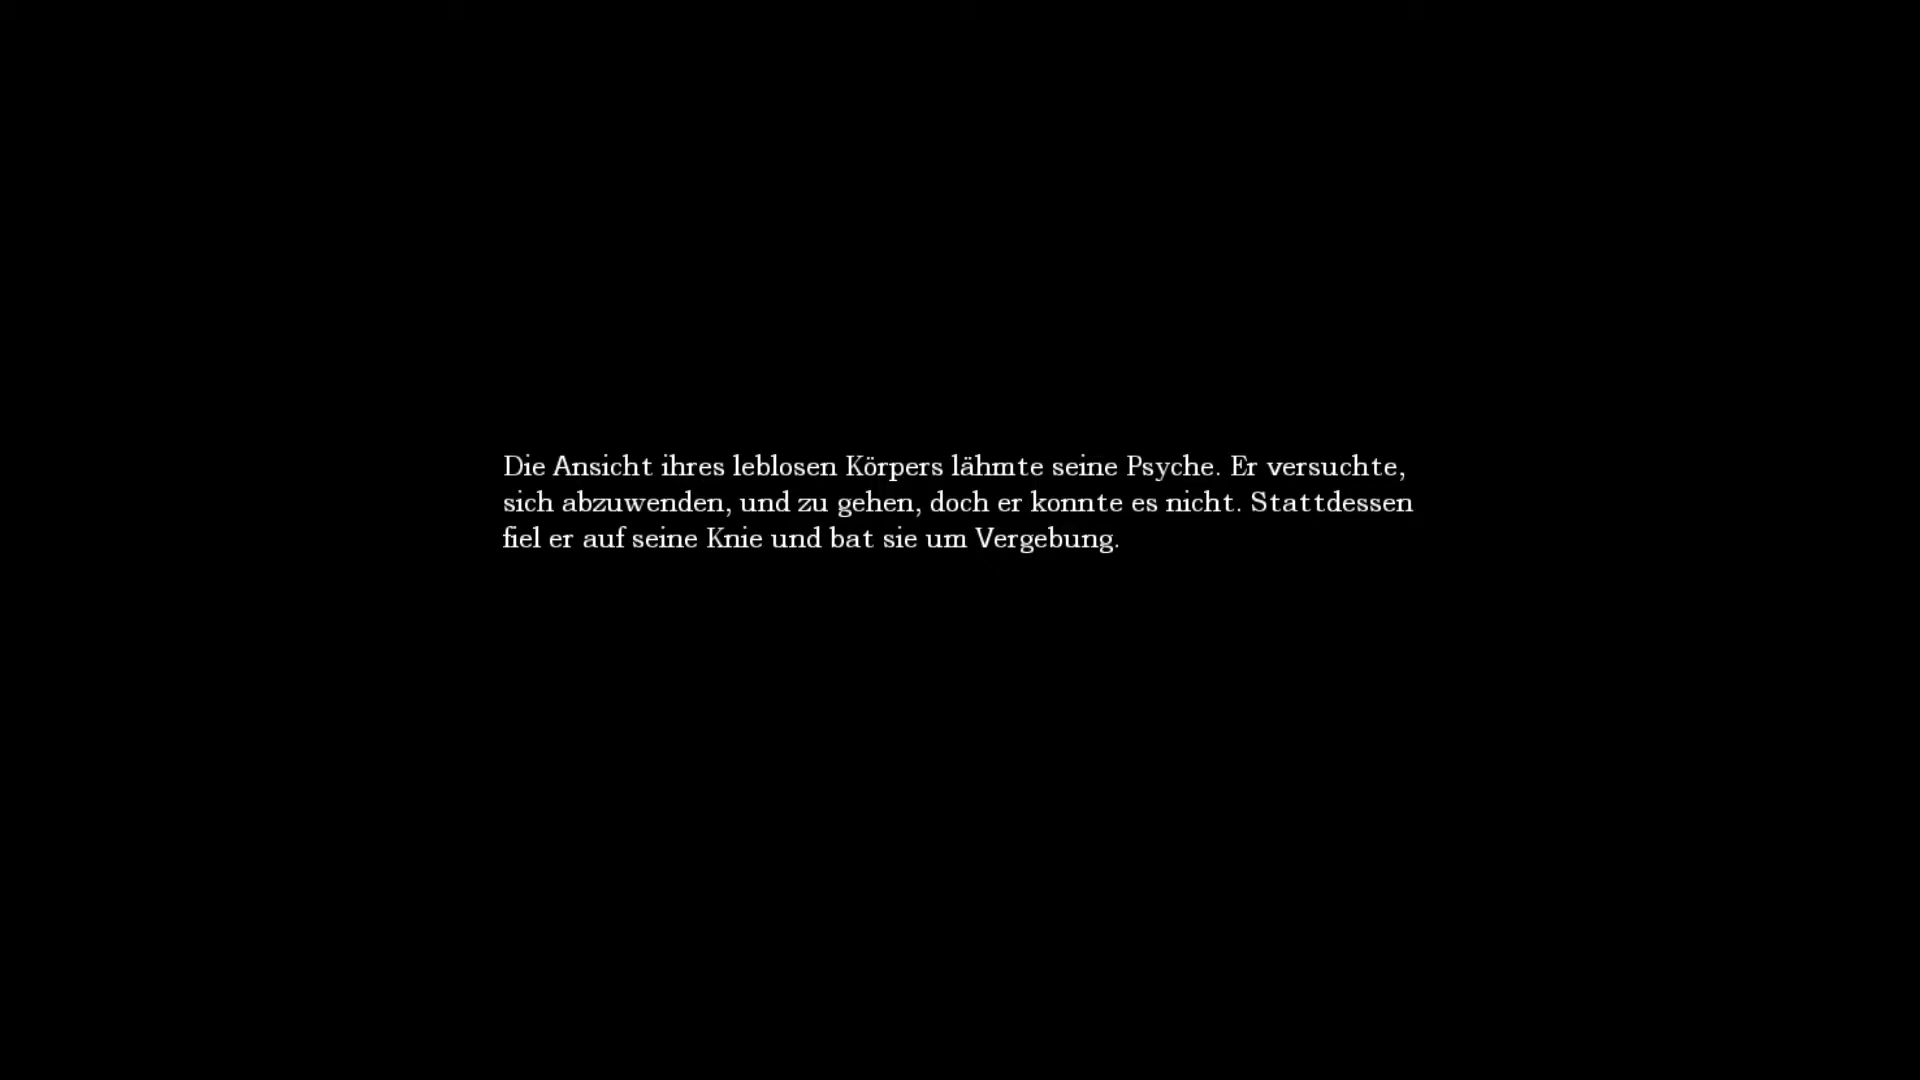 Die Ansicht ihres leblosen Körpers lähmte seine Psyche. Er versuchte,
sich abzuwenden, und zu gehen, doch er konnte es nicht. Stattdessen
fiel er auf seine Knie und bat sie um Vergebung.